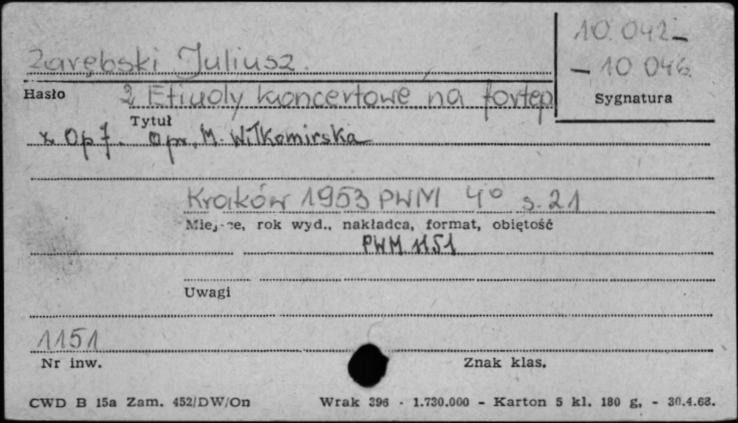 10.042 –
– 10 046
Zarębski Juliusz.
Hasło
Sygnatura
2 Etiudy koncertowe na fortep
Tytuł
z Op 7. Opr. M. Wiłkomirska
Kraków 1953 PWM 4° s. 21
Miejsce, rok wyd., nakładca, format, objętość
PWM 1151
Uwagi
1151
Nr inw.
Znak klas.
CWD B 15a Zam. 452/DW/On Wrak 396 - 1.730.000 - Karton 5 kl. 180 g. - 30.4.68.